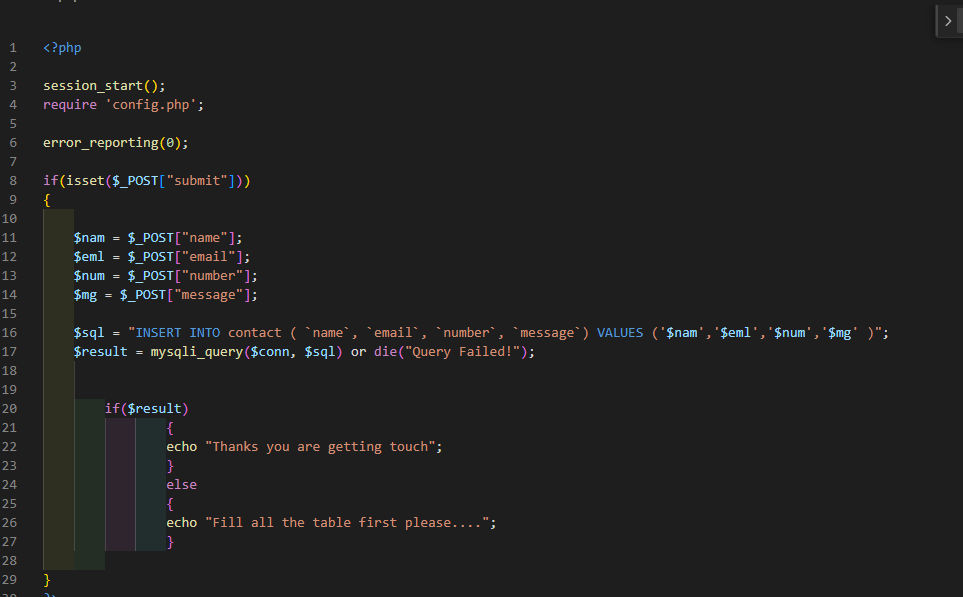 1 <?php
2
3 session_start();
4 require 'config.php';
5
6 error_reporting(0);
7
8 if(isset($_POST["submit"]))
9 {
10
11 $nam = $_POST["name"];
12 $eml = $_POST["email"];
13 $num = $_POST["number"];
14 $mg = $_POST["message"];
15
16 $sql = "INSERT INTO contact ( `name`, `email`, `number`, `message`) VALUES ('$nam','$eml','$num','$mg' )";
17 $result = mysqli_query($conn, $sql) or die("Query Failed!");
18
19
20 if($result)
21 {
22 echo "Thanks you are getting touch";
23 }
24 else
25 {
26 echo "Fill all the table first please....";
27 }
28
29 }